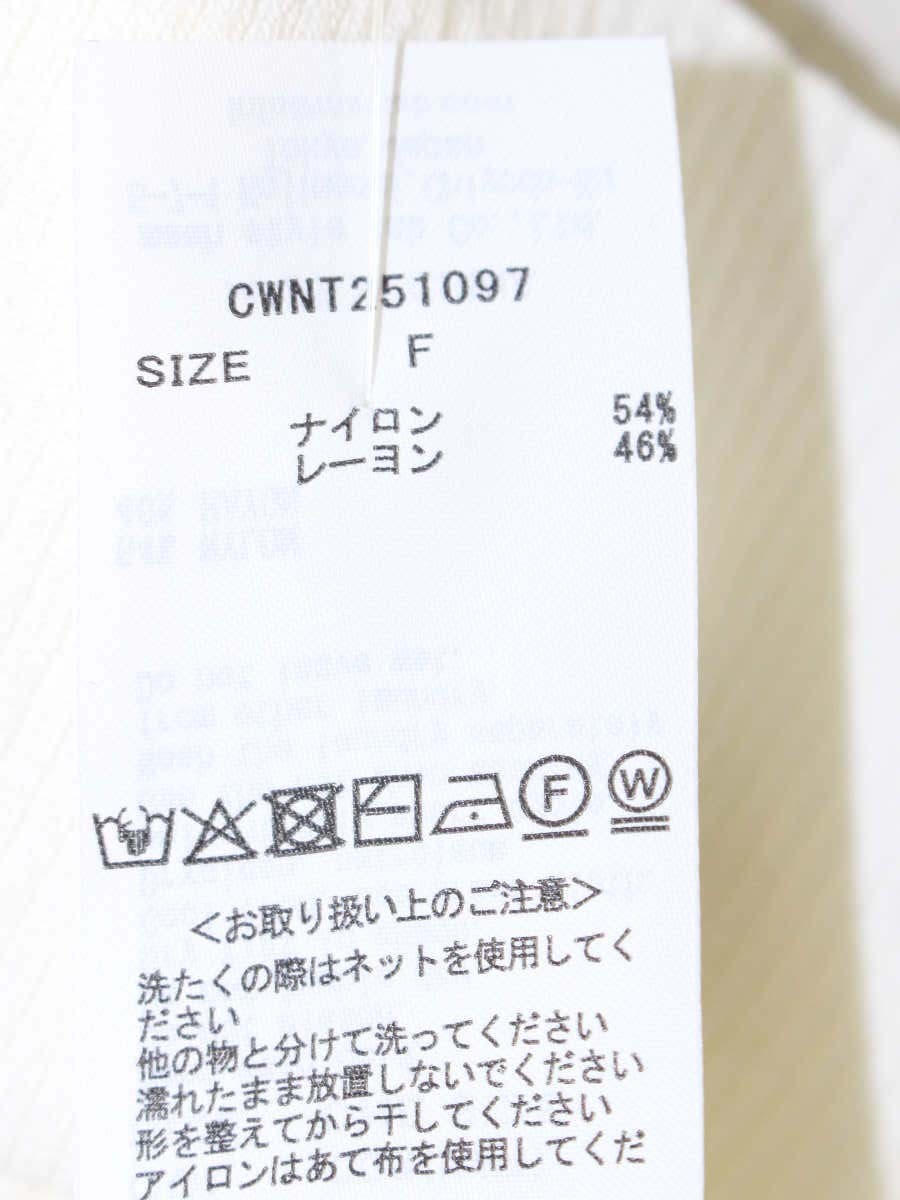 CWNT251097
SIZE F
ナイロン 54%
レーヨン 46%
F W
＜お取り扱い上のご注意＞
洗たくの際はネットを使用してく
ださい
他の物と分けて洗ってください
濡れたまま放置しないでください
形を整えてから干してください
アイロンはあて布を使用してくだ